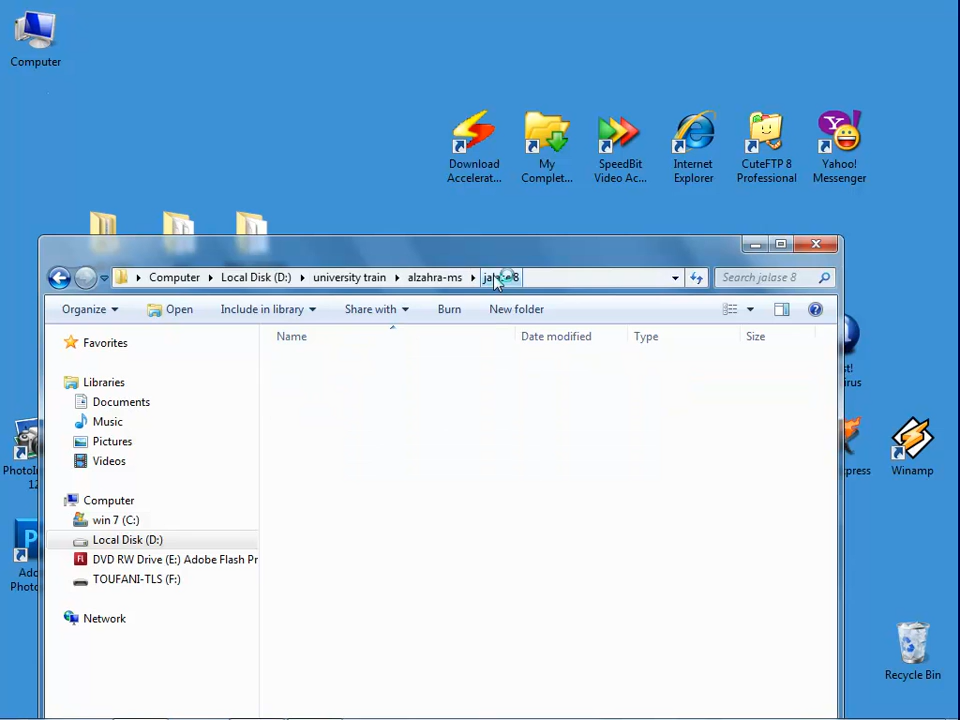 Computer
Download Accelerat...
My Complet...
SpeedBit Video Ac...
Internet Explorer
CuteFTP 8 Professional
Yahoo! Messenger
Computer
Local Disk (D:)
university train
alzahra-ms
jalase 8
Search jalase 8
Organize
Open
Include in library
Share with
Burn
New folder
Name
Date modified
Type
Size
Favorites
Libraries
Documents
Music
Pictures
Videos
Computer
win 7 (C:)
Local Disk (D:)
DVD RW Drive (E:) Adobe Flash Pr
TOUFANI-TLS (F:)
Network
Winamp
Recycle Bin